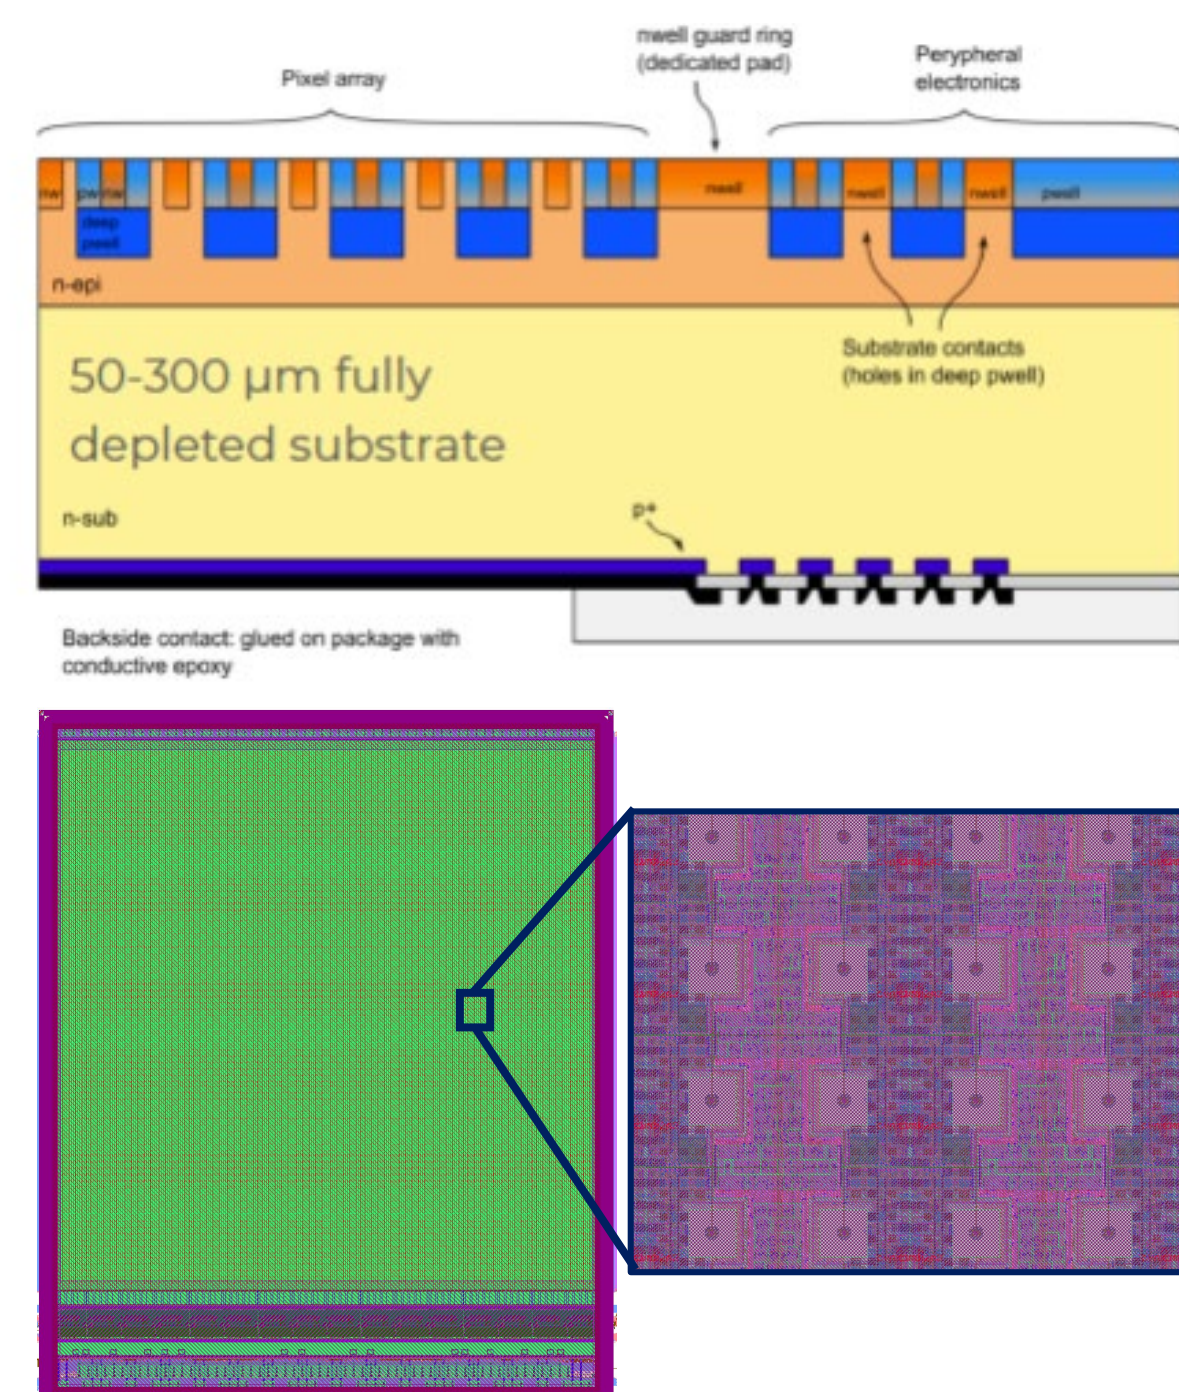 nwell guard ring
(dedicated pad)
Pixel array
Perypheral
electronics
nw
pw
nw
deep
pwell
nwell
nwell
nwell
pwell
n-epi
Substrate contacts
(holes in deep pwell)
50-300 µm fully
depleted substrate
p+
n-sub
Backside contact: glued on package with
conductive epoxy